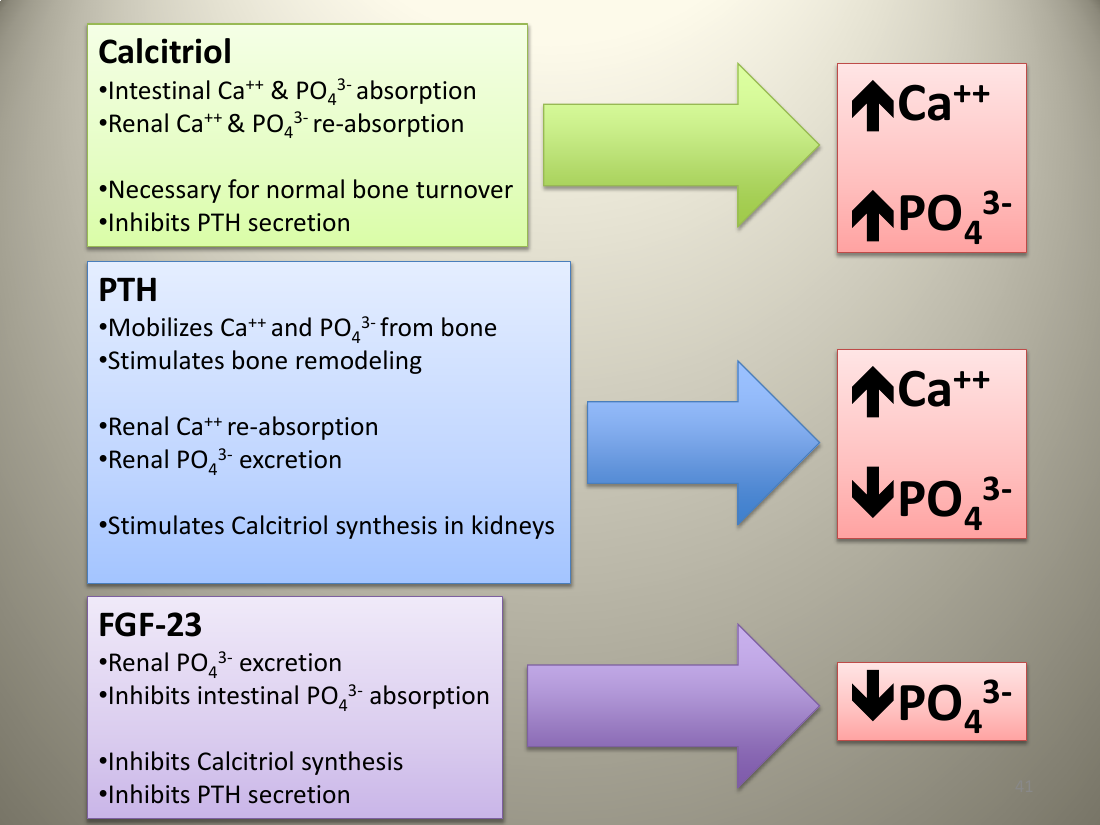 Calcitriol
•Intestinal Ca⁺⁺ & PO₄³⁻ absorption
•Renal Ca⁺⁺ & PO₄³⁻ re-absorption
•Necessary for normal bone turnover
•Inhibits PTH secretion
🡹Ca⁺⁺
🡹PO₄³⁻
PTH
•Mobilizes Ca⁺⁺ and PO₄³⁻ from bone
•Stimulates bone remodeling
•Renal Ca⁺⁺ re-absorption
•Renal PO₄³⁻ excretion
•Stimulates Calcitriol synthesis in kidneys
🡹Ca⁺⁺
🡻PO₄³⁻
FGF-23
•Renal PO₄³⁻ excretion
•Inhibits intestinal PO₄³⁻ absorption
•Inhibits Calcitriol synthesis
•Inhibits PTH secretion
🡻PO₄³⁻
41